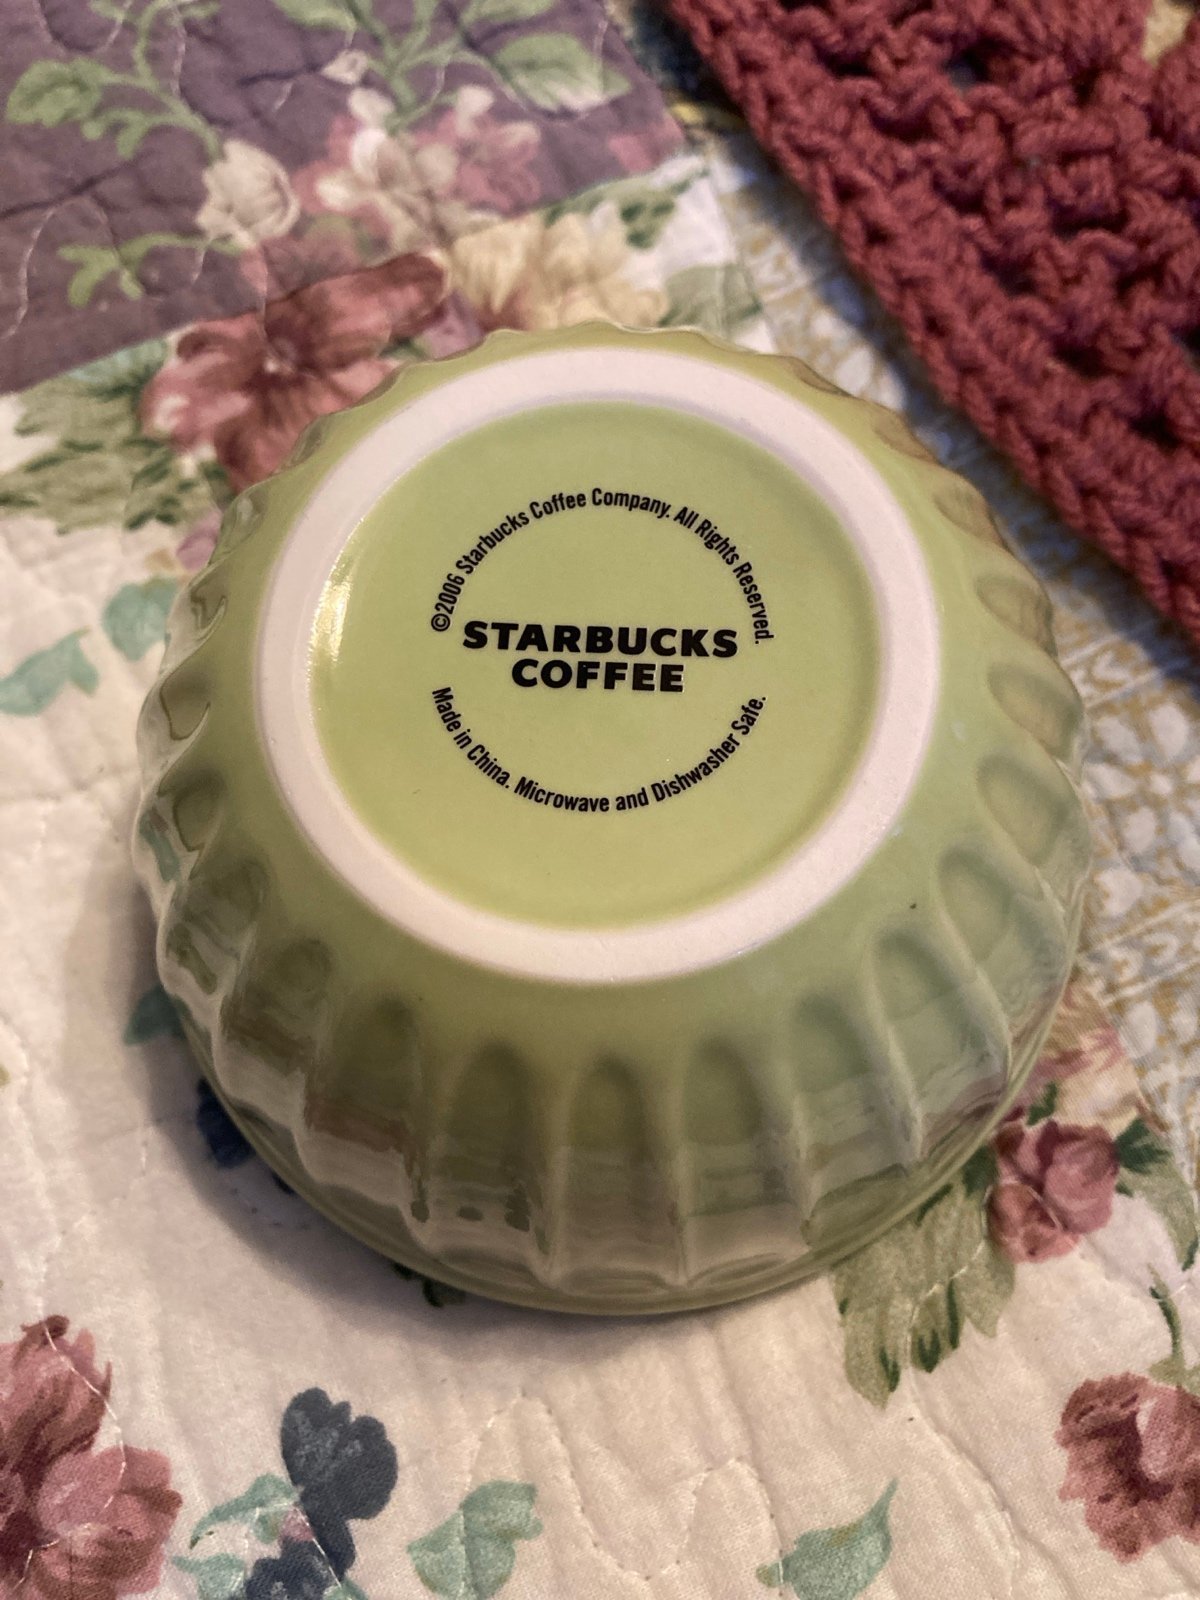 ©2006 Starbucks Coffee Company. All Rights Reserved.
STARBUCKS
COFFEE
Made in China. Microwave and Dishwasher Safe.